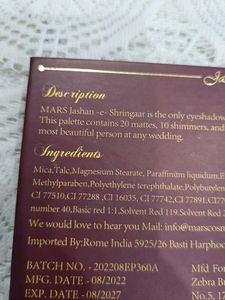 Description
MARS Jashan -e- Shringaar is the only eyeshadow
This palette contains 20 mattes, 10 shimmers, and
most beautiful person at any wedding.
Ingredients
Mica,Talc,Magnesium Stearate, Paraffinum liquidum,E
Methylparaben,Polyethylene terephthalate,Polybutylen
CI 77510,CI 77288 ,CI 16035, CI 77742,CI 77891,CI
number 40,Basic red 1:1,Solvent Red 119,Solvent Red
We would love to hear you Mail: info@marscosm
Imported By:Rome India 5925/26 Basti Harphoo
BATCH NO. - 202208EP360A
Mfd For
MFG. DATE - 08/2022
Zebra B
EXP. DATE - 08/2027
No.5, 1